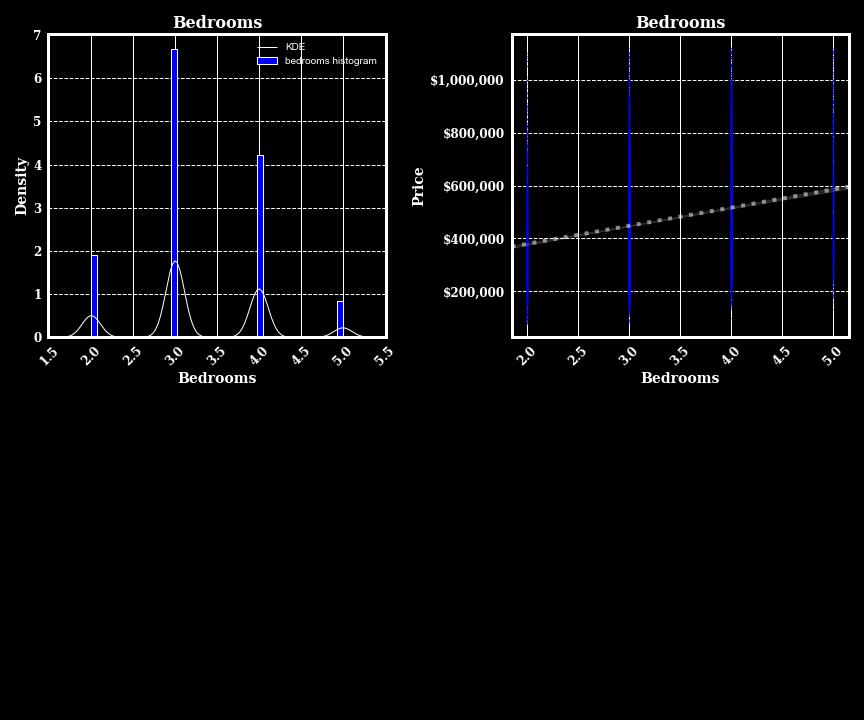 Bedrooms
KDE
bedrooms histogram
7
6
5
4
3
2
1
0
Density
1.5 2.0 2.5 3.0 3.5 4.0 4.5 5.0 5.5
Bedrooms
Bedrooms
$1,000,000
$800,000
$600,000
$400,000
$200,000
Price
2.0 2.5 3.0 3.5 4.0 4.5 5.0
Bedrooms